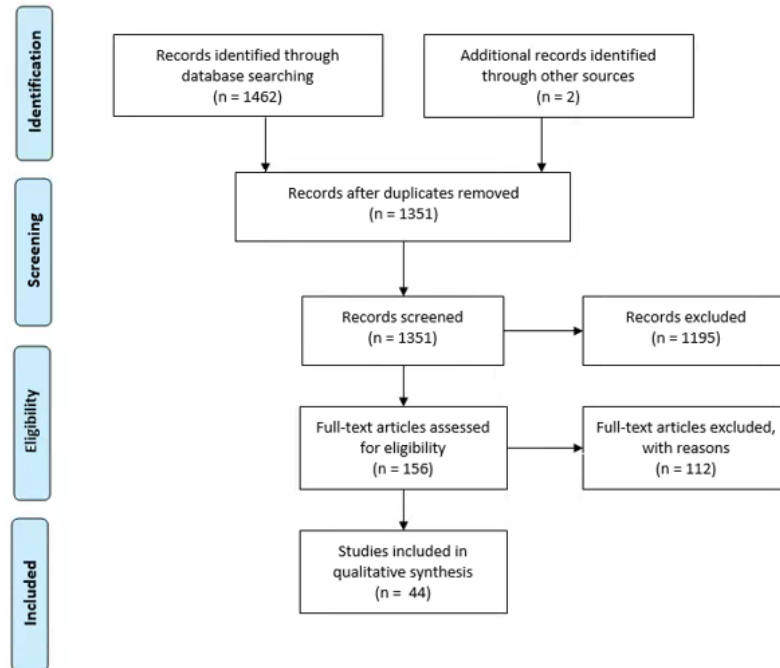 Identification
Records identified through
database searching
(n = 1462)
Additional records identified
through other sources
(n = 2)
Screening
Records after duplicates removed
(n = 1351)
Records screened
(n = 1351)
Records excluded
(n = 1195)
Eligibility
Full-text articles assessed
for eligibility
(n = 156)
Full-text articles excluded,
with reasons
(n = 112)
Included
Studies included in
qualitative synthesis
(n = 44)